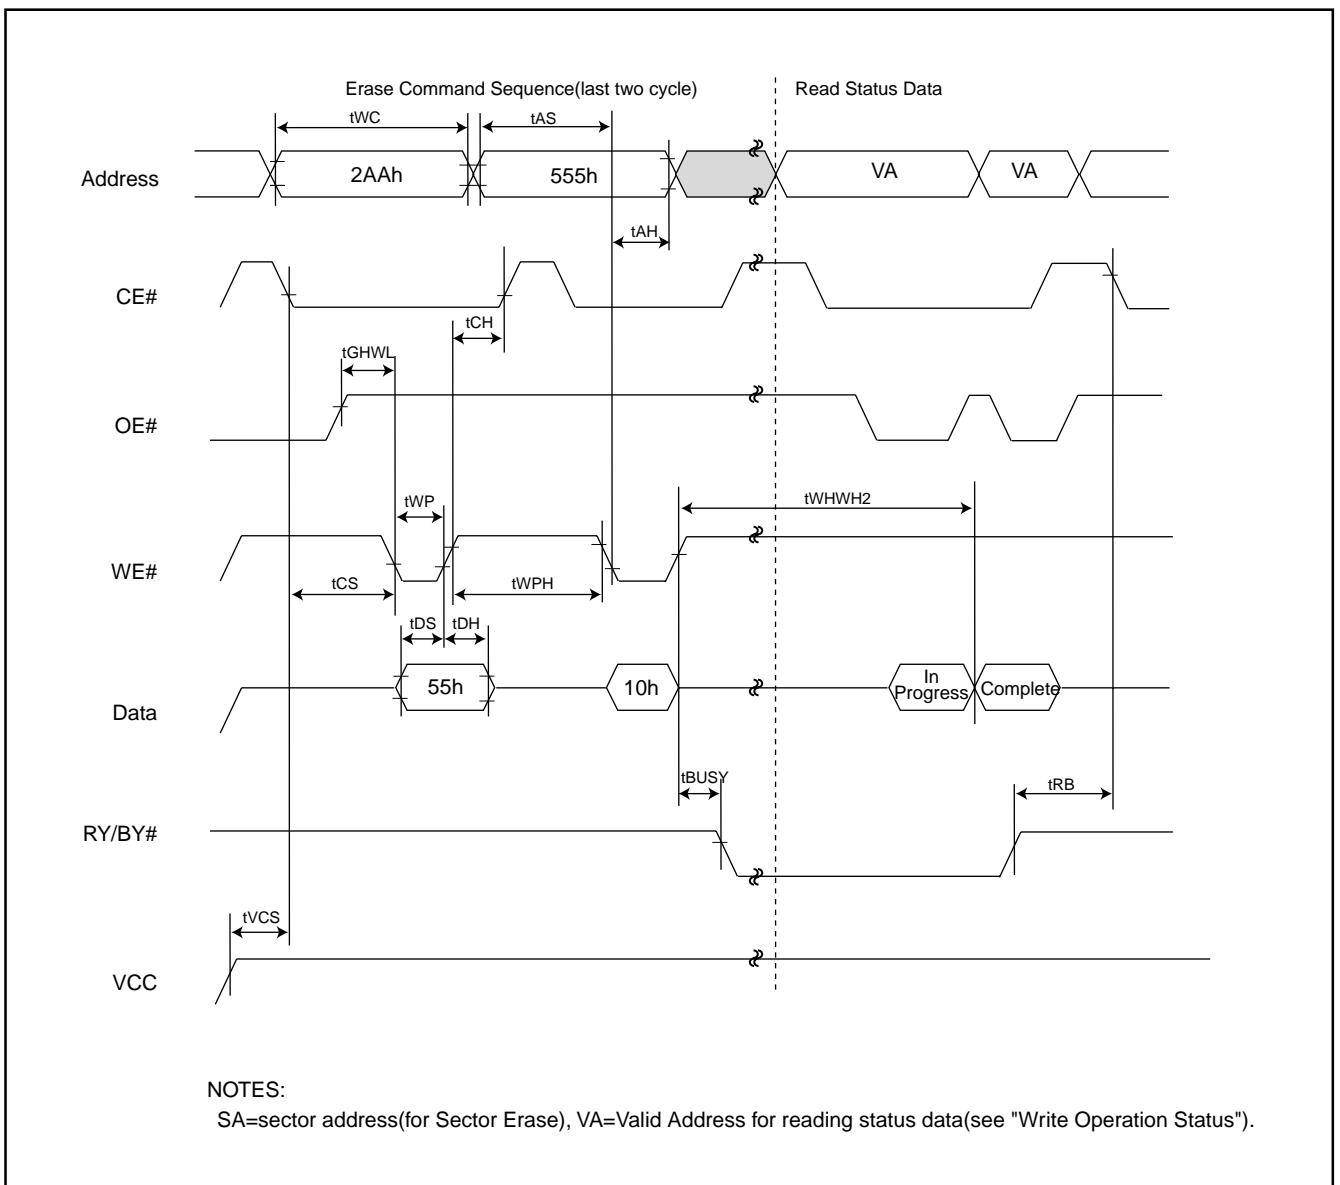 Erase Command Sequence(last two cycle)
Read Status Data
tWC
tAS
Address
2AAh
555h
VA
VA
tAH
CE#
tCH
tGHWL
OE#
tWP
tWHWH2
WE#
tCS
tWPH
tDS
tDH
Data
55h
10h
In
Progress
Complete
tBUSY
tRB
RY/BY#
tVCS
VCC
NOTES:
SA=sector address(for Sector Erase), VA=Valid Address for reading status data(see "Write Operation Status").